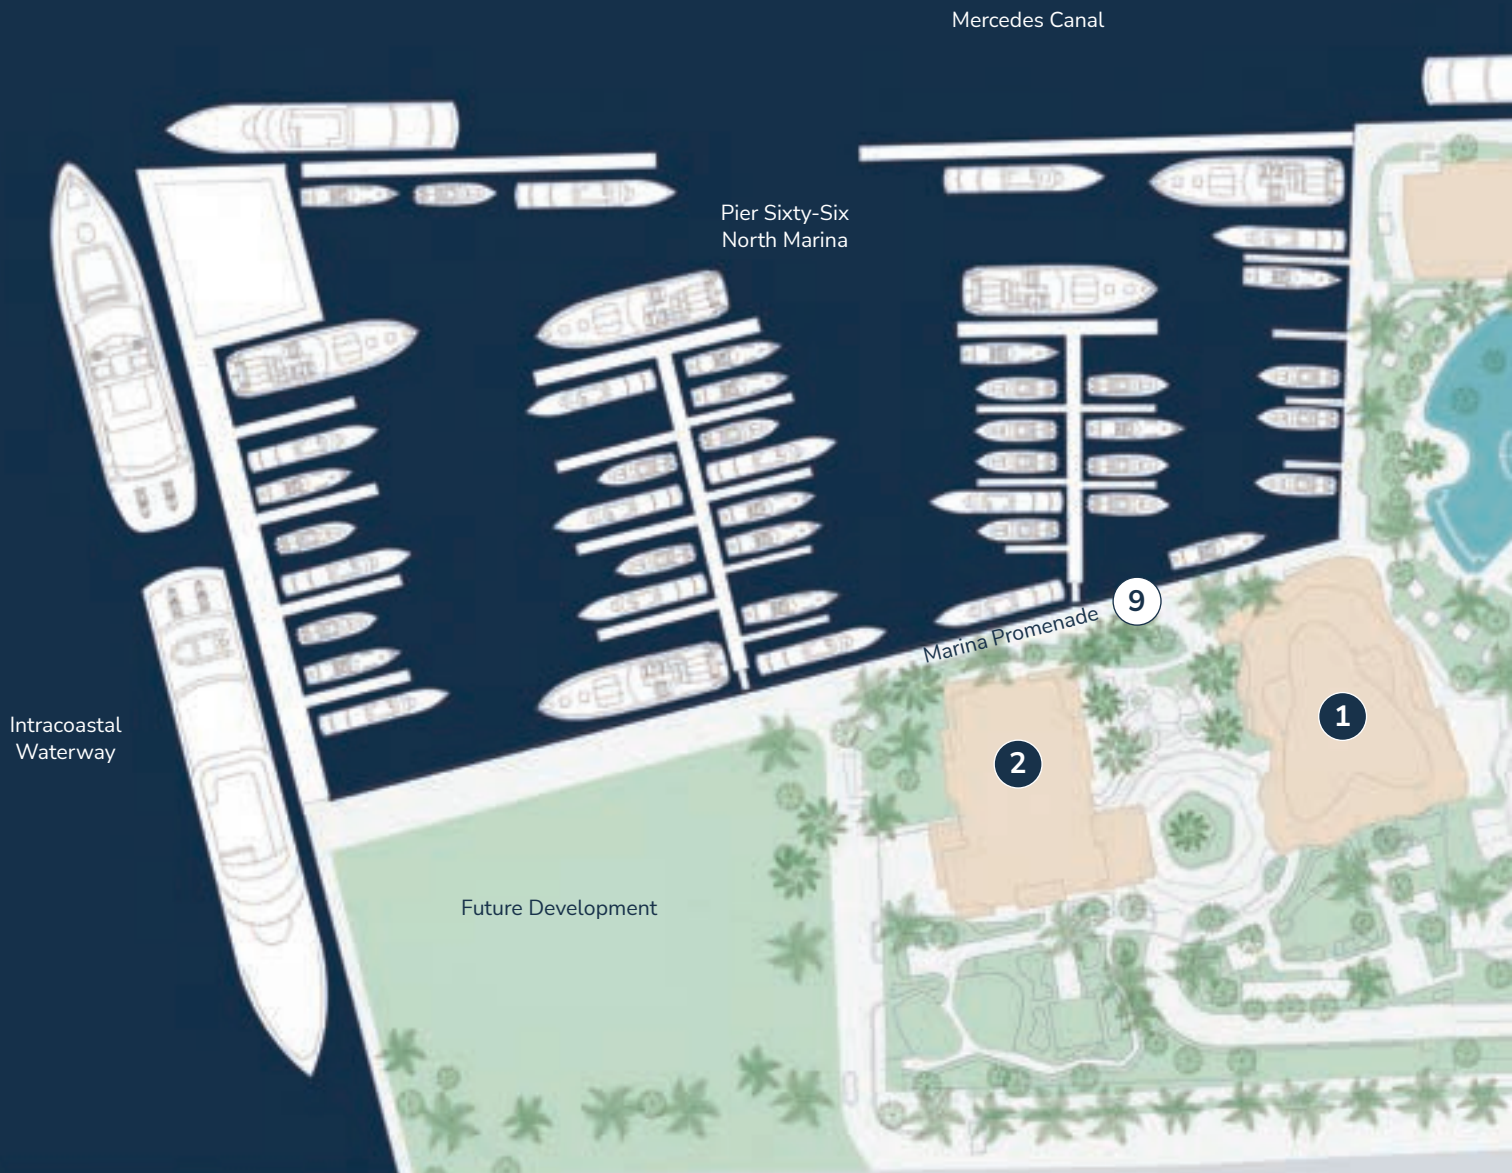 Mercedes Canal
Pier Sixty-Six
North Marina
9
Marina Promenade
1
2
Intracoastal
Waterway
Future Development